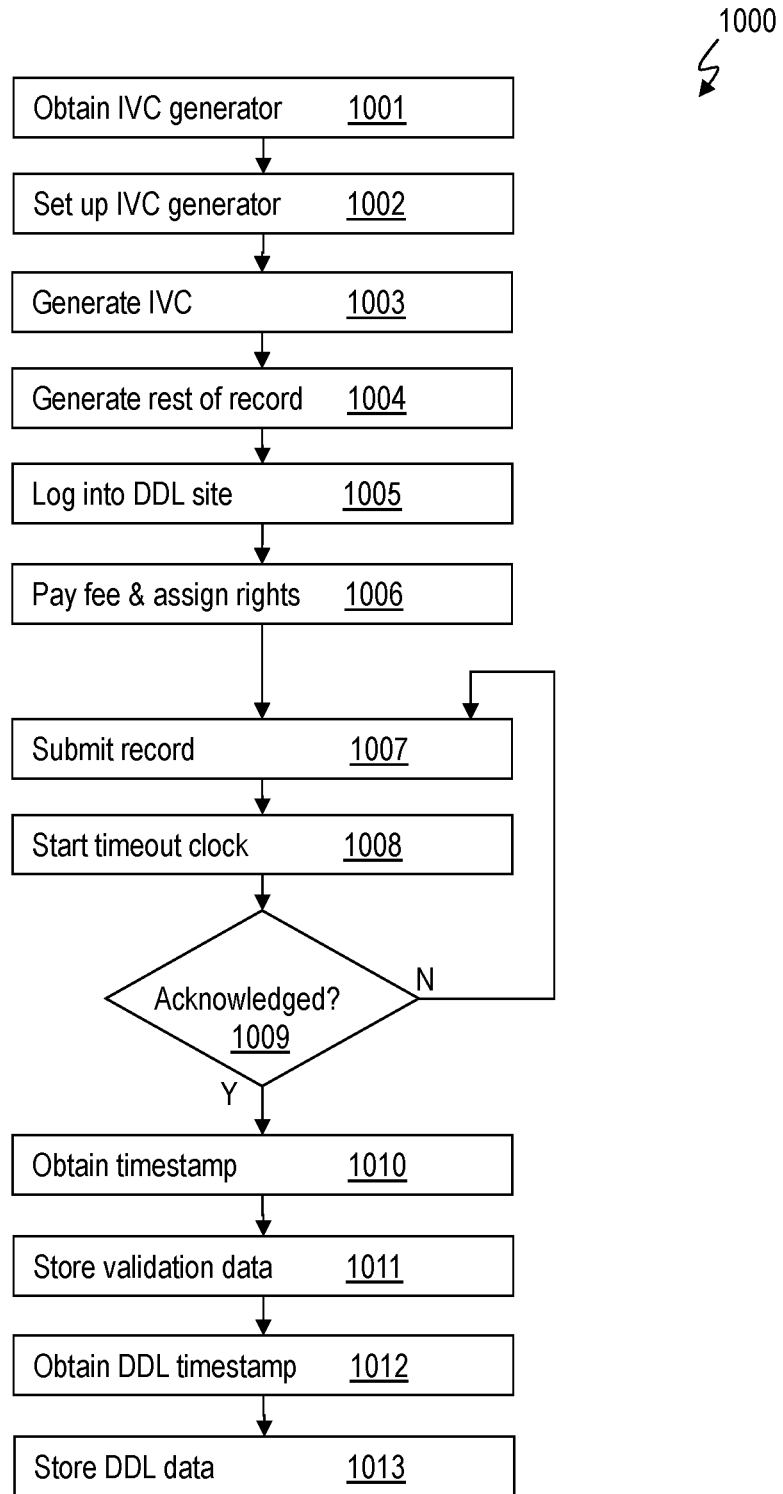 1000
Obtain IVC generator 1001
Set up IVC generator 1002
Generate IVC 1003
Generate rest of record 1004
Log into DDL site 1005
Pay fee & assign rights 1006
Submit record 1007
Start timeout clock 1008
Acknowledged?
1009
N
Y
Obtain timestamp 1010
Store validation data 1011
Obtain DDL timestamp 1012
Store DDL data 1013